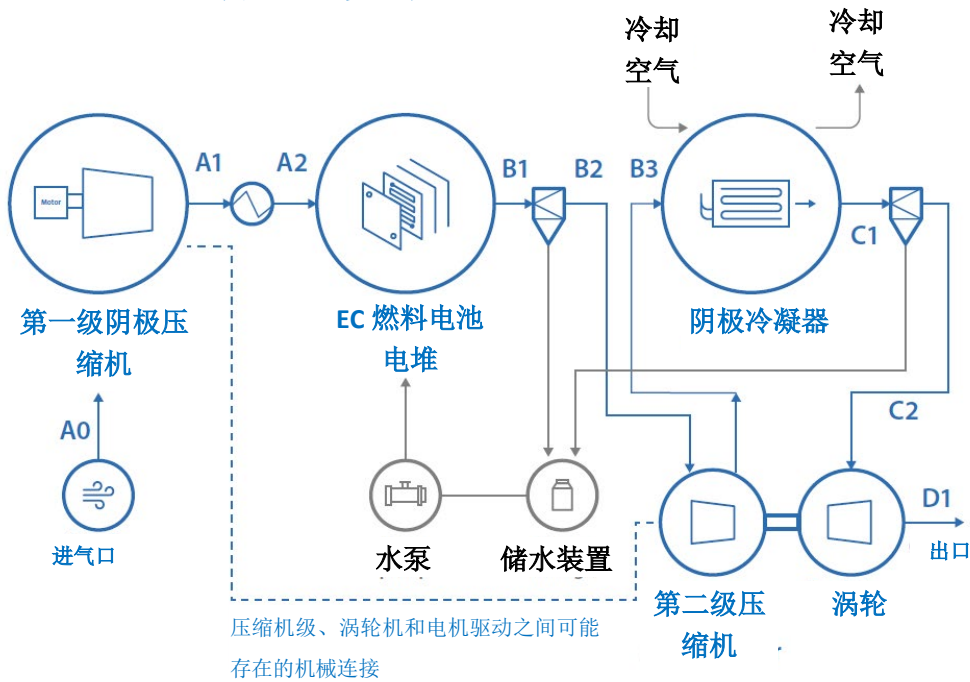 冷却
空气
冷却
空气
A1
A2
B1
B2
B3
C1
Motor
第一级阴极压
缩机
EC 燃料电池
电堆
阴极冷凝器
A0
C2
D1
进气口
水泵
储水装置
出口
第二级压
缩机
涡轮
压缩机级、涡轮机和电机驱动之间可能
存在的机械连接